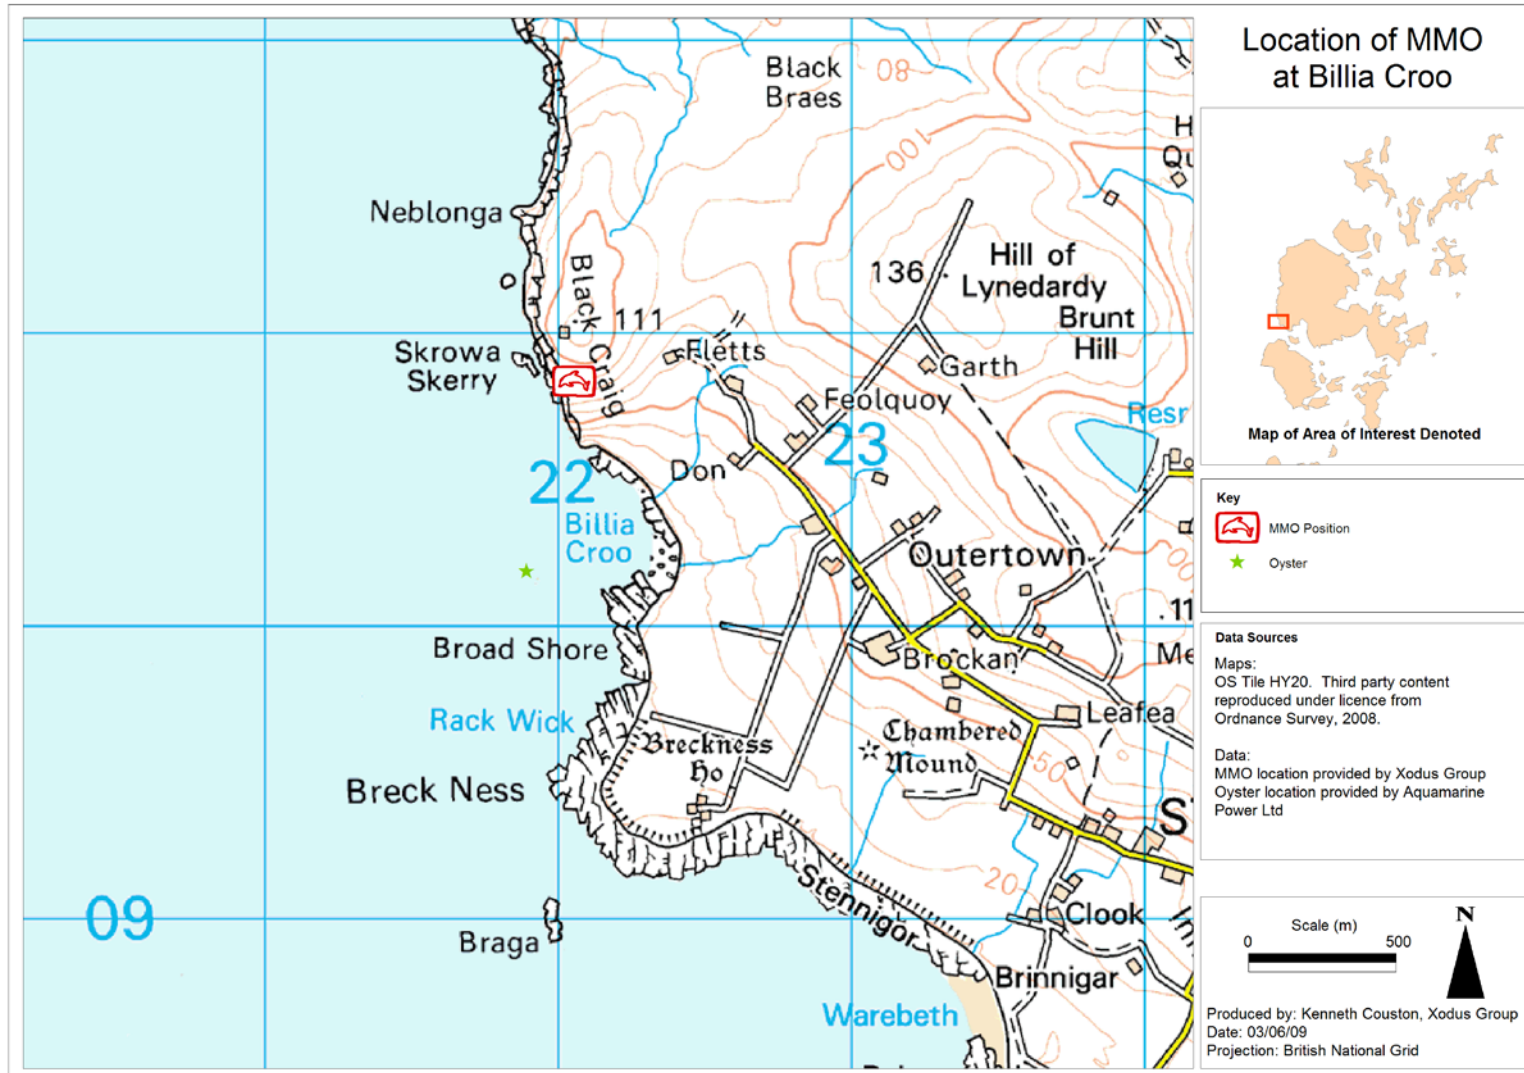 Location of MMO
at Billia Croo
Black
Braes
80
100
Neblonga
Black Craig
111
136
Hill of
Lynedardy
Brunt
Hill
Skrowa
Skerry
Fletts
Garth
Feolquoy
Resr
22
23
Don
Billia
Croo
Outertown
Broad Shore
Brockan
Rack Wick
Leafea
Breckness
Ho
Chambered
Mound
50
Breck Ness
Stennigor
20
Clook
09
Braga
Brinnigar
Warebeth
Map of Area of Interest Denoted
Key
MMO Position
Oyster
Data Sources
Maps:
OS Tile HY20. Third party content
reproduced under licence from
Ordnance Survey, 2008.
Data:
MMO location provided by Xodus Group
Oyster location provided by Aquamarine
Power Ltd
Scale (m)
0 500
N
Produced by: Kenneth Couston, Xodus Group
Date: 03/06/09
Projection: British National Grid